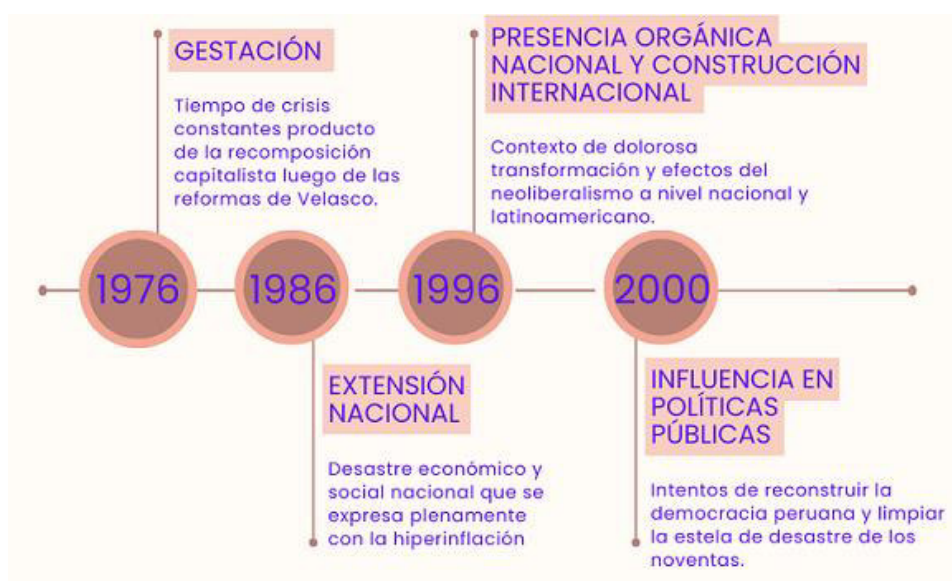 GESTACIÓN
Tiempo de crisis
constantes producto
de la recomposición
capitalista luego de las
reformas de Velasco.
PRESENCIA ORGÁNICA
NACIONAL Y CONSTRUCCIÓN
INTERNACIONAL
Contexto de dolorosa
transformación y efectos del
neoliberalismo a nivel nacional y
latinoamericano.
1976
1986
1996
2000
EXTENSIÓN
NACIONAL
Desastre económico y
social nacional que se
expresa plenamente
con la hiperinflación
INFLUENCIA EN
POLÍTICAS
PÚBLICAS
Intentos de reconstruir la
democracia peruana y limpiar
la estela de desastre de los
noventas.